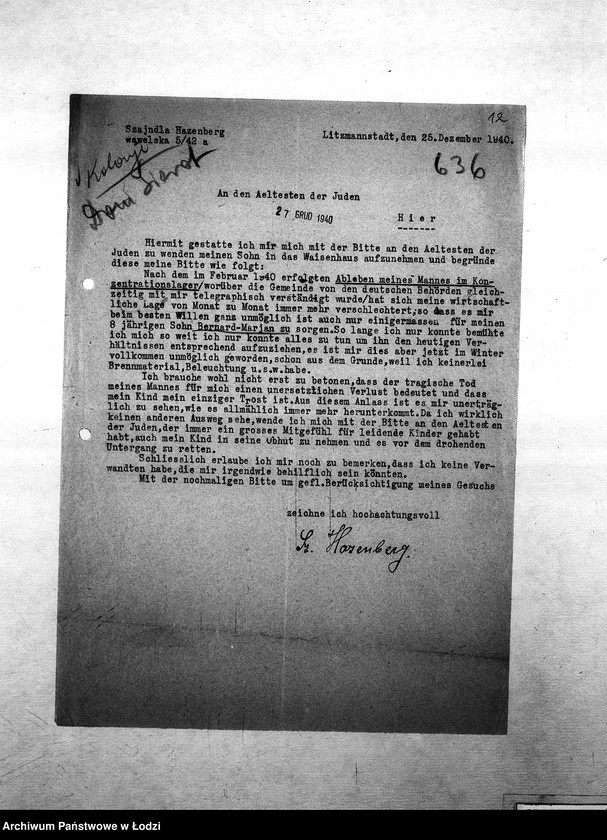 12
Szajndla Hazenberg
wawelska 5/42 a
Litzmannstadt,den 25.Dezember 1940.
636
Dom Sierot
An den Aeltesten der Juden
27 GRUD 1940
H i e r
Hiermit gestatte ich mir mich mit der Bitte an den Aeltesten der
Juden zu wenden meinen Sohn in das Waisenhaus aufzunehmen und begründe
diese meine Bitte wie folgt:
Nach dem im Februar 1940 erfolgten Ableben meines Mannes im Kon-
zentrationslager/worüber die Gemeinde von den deutschen Behörden gleich-
zeitig mit mir telegraphisch verständigt wurde/hat sich meine wirtschaft-
liche Lage von Monat zu Monat immer mehr verschlechtert,so dass es mir
beim besten Willen ganz unmöglich ist auch nur einigermassen für meinen
8 jährigen Sohn Bernard-Marjan zu sorgen.So lange ich nur konnte bemühte
ich mich so weit ich nur konnte alles zu tun um ihn den heutigen Ver-
hältnissen entsprechend aufzuziehen,es ist mir dies aber jetzt im Winter
vollkommen unmöglich geworden,schon aus dem Grunde,weil ich keinerlei
Brennmaterial,Beleuchtung u.s.w.habe.
Ich brauche wohl nicht erst zu betonen,dass der tragische Tod
meines Mannes für mich einen unersetzlichen Verlust bedeutet und dass
mein Kind mein einziger Trost ist.Aus diesem Anlass ist es mir unerträg-
lich zu sehen,wie es allmählich immer mehr herunterkommt.Da ich wirklich
keinen anderen Ausweg sehe,wende ich mich mit der Bitte an den Aeltesten
der Juden,der immer ein grosses Mitgefühl für leidende Kinder gehabt
habt,auch mein Kind in seine Obhut zu nehmen und es vor dem drohenden
Untergang zu retten.
Schliesslich erlaube ich mir noch zu bemerken,dass ich keine Ver-
wandten habe,die mir irgendwie behilflich sein könnten.
Mit der nochmaligen Bitte um gefl.Berücksichtigung meines Gesuchs
zeichne ich hochachtungsvoll
Sz. Hazenberg.
Archiwum Państwowe w Łodzi